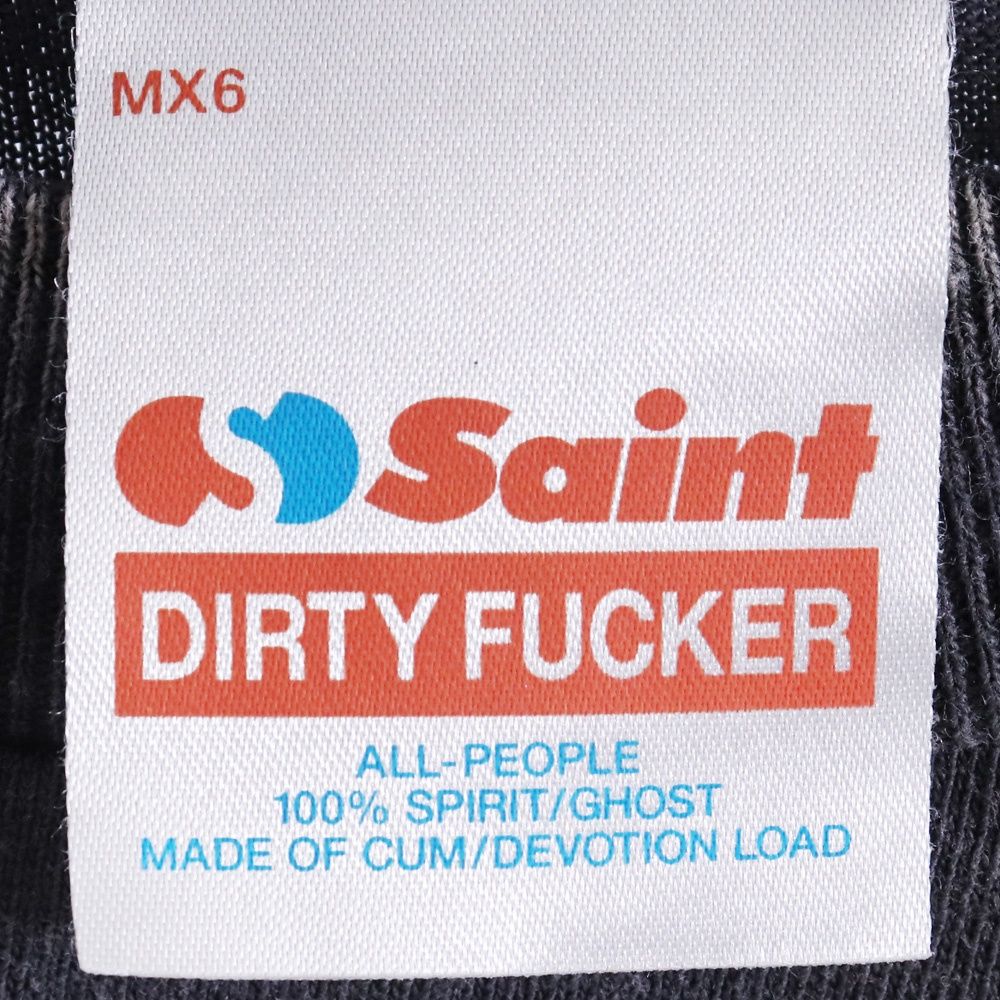 MX6
Saint
DIRTY FUCKER
ALL-PEOPLE
100% SPIRIT/GHOST
MADE OF CUM/DEVOTION LOAD